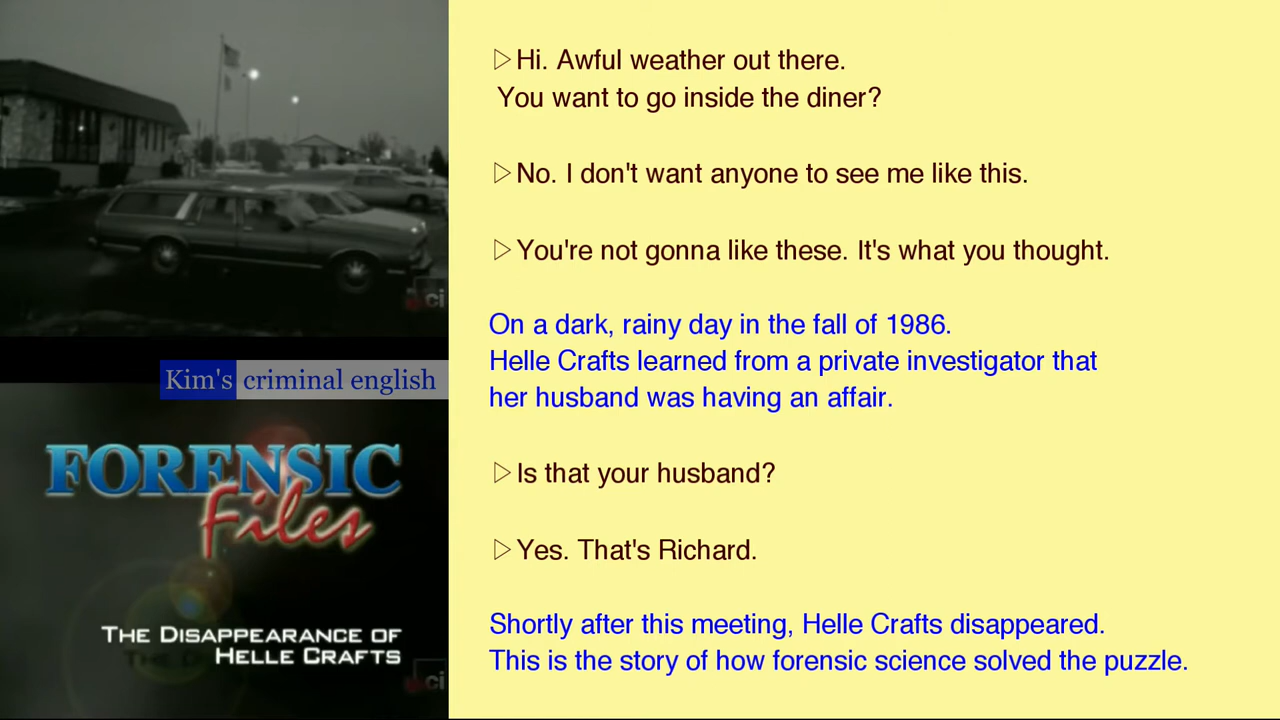 ▷Hi. Awful weather out there.
You want to go inside the diner?
▷No. I don't want anyone to see me like this.
▷You're not gonna like these. It's what you thought.
On a dark, rainy day in the fall of 1986.
Helle Crafts learned from a private investigator that
her husband was having an affair.
▷Is that your husband?
▷Yes. That's Richard.
Shortly after this meeting, Helle Crafts disappeared.
This is the story of how forensic science solved the puzzle.
ci
Kim's criminal english
FORENSIC
Files
THE DISAPPEARANCE OF
HELLE CRAFTS
ci